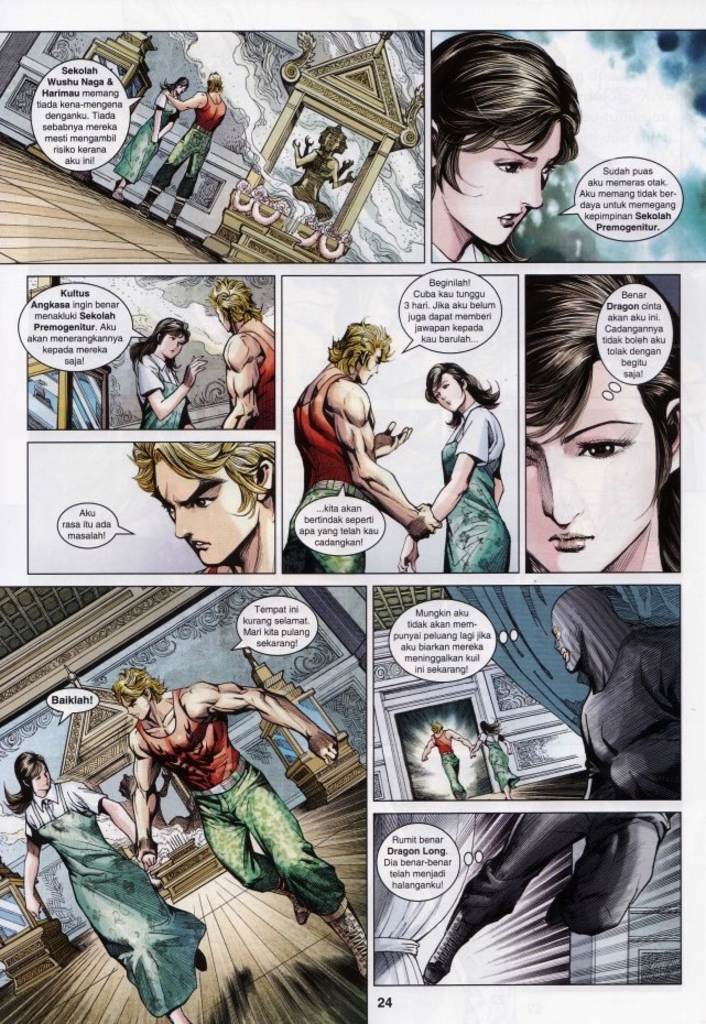 Sekolah
Wushu Naga &
Harimau memang
tiada kena-mengena
denganku. Tiada
sebabnya mereka
mesti mengambil
risiko kerana
aku ini!
Sudah puas
aku memeras otak.
Aku memang tidak ber-
daya untuk memegang
kepimpinan Sekolah
Premogenitur.
Kultus
Angkasa ingin benar
menakluki Sekolah
Premogenitur. Aku
akan menerangkan
kepada mereka
saja!
Aku
rasa itu ada
masalah!
Beginilah!
Cuba kau tunggu
3 hari. Jika aku belum
juga dapat memberi
jawapan kepada
kau barulah...
...kita akan
bertindak seperti
apa yang telah kau
cadangkan!
Benar
Dragon cinta
akan aku ini.
Cadangannya
tidak boleh aku
tolak dengan
begitu
saja!
Tempat ini
kurang selamat.
Mari kita pulang
sekarang!
Baiklah!
Mungkin aku
tidak akan mem-
punyai peluang lagi jika
aku biarkan mereka
meninggalkan kuil
ini sekarang!
Rumit benar
Dragon Long.
Dia benar-benar
telah menjadi
halanganku!
24